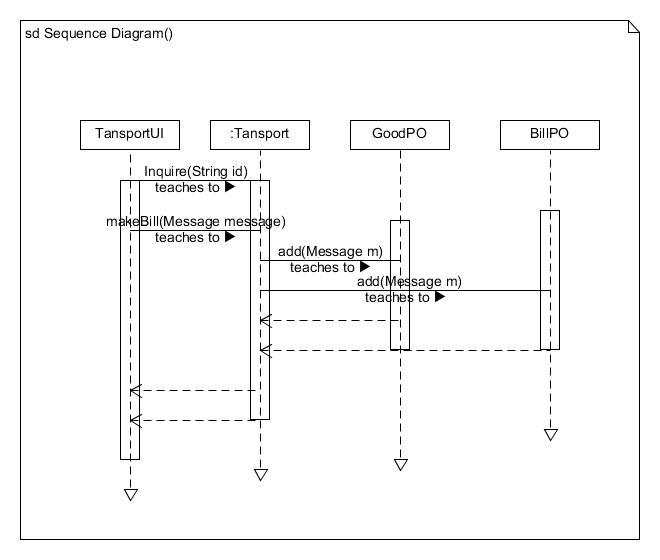 sd Sequence Diagram()
TansportUI
:Tansport
GoodPO
BillPO
Inquire(String id)
teaches to ▶
makeBill(Message message)
teaches to ▶
add(Message m)
teaches to ▶
add(Message m)
teaches to ▶